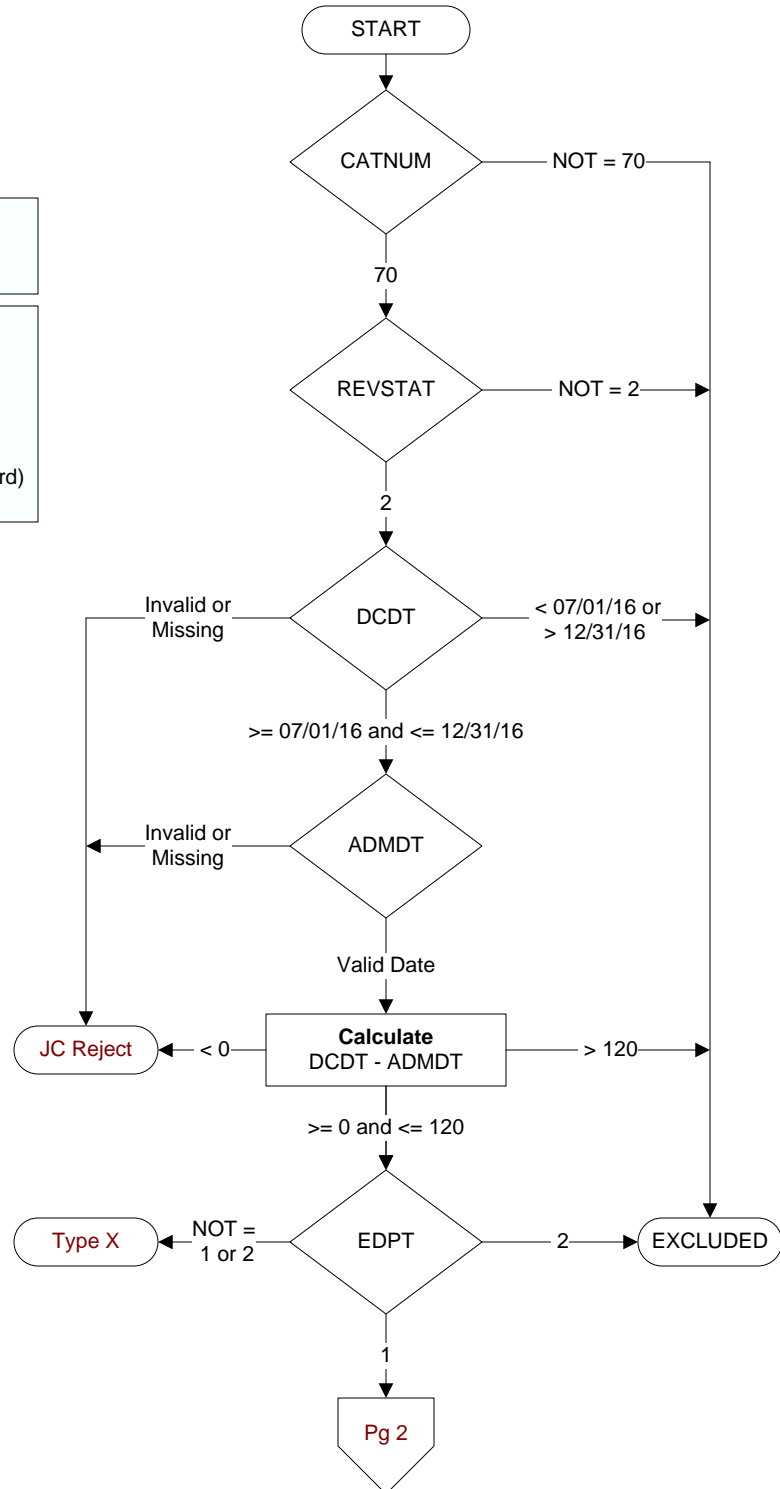 START
CATNUM
NOT = 70
70
REVSTAT
NOT = 2
rd)
2
Invalid or
Missing
DCDT
< 07/01/16 or
> 12/31/16
>= 07/01/16 and <= 12/31/16
Invalid or
Missing
ADMDT
Valid Date
JC Reject
< 0
Calculate
DCDT - ADMDT
> 120
>= 0 and <= 120
Type X
NOT =
1 or 2
EDPT
2
EXCLUDED
1
Pg 2